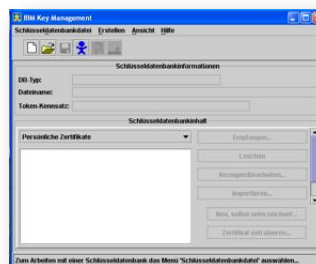 IBM Key Management
Schlüsseldatenbankdatei Erstellen Ansicht Hilfe
Schlüsseldatenbankinformationen
DB-Typ:
Dateiname:
Token-Kennsatz:
Schlüsseldatenbankinhalt
Persönliche Zertifikate
Empfangen...
Löschen
Anzeigen/Bearbeiten...
Importieren...
Neu, selbst unterzeichnet...
Zertifikat extrahieren...
Zum Arbeiten mit einer Schlüsseldatenbank das Menü 'Schlüsseldatenbankdatei' auswählen...